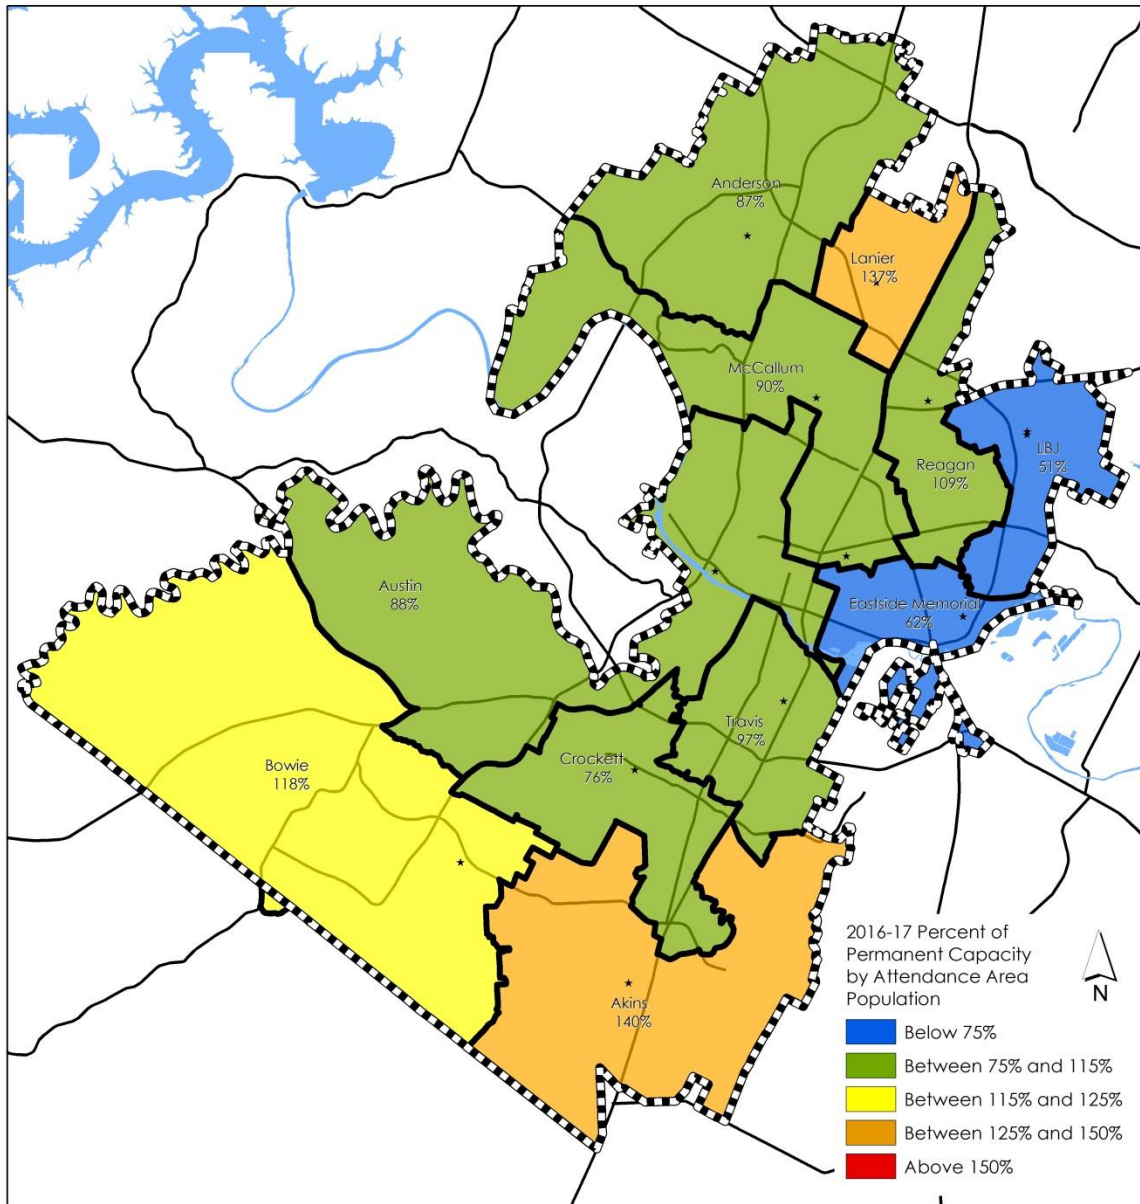 Anderson
87%
Lanier
137%
McCallum
90%
LBJ
51%
Reagan
109%
Austin
88%
Eastside Memorial
62%
Travis
97%
Crockett
76%
Bowie
118%
Akins
140%
2016-17 Percent of
Permanent Capacity
by Attendance Area
Population
N
Below 75%
Between 75% and 115%
Between 115% and 125%
Between 125% and 150%
Above 150%